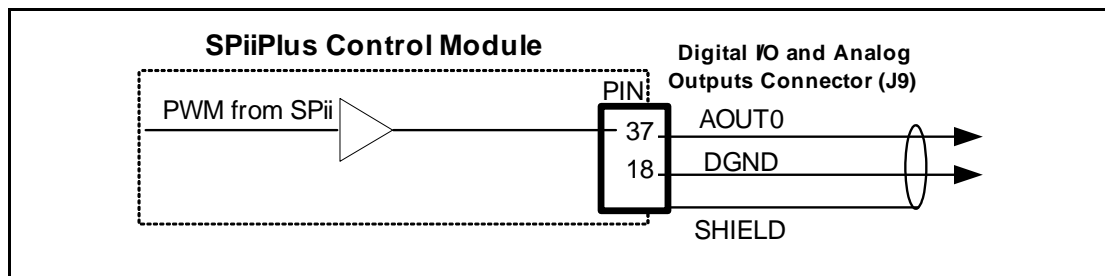 SPiiPlus Control Module
Digital I/O and Analog
Outputs Connector (J9)
PIN
PWM from SPii
37
AOUT0
18
DGND
SHIELD